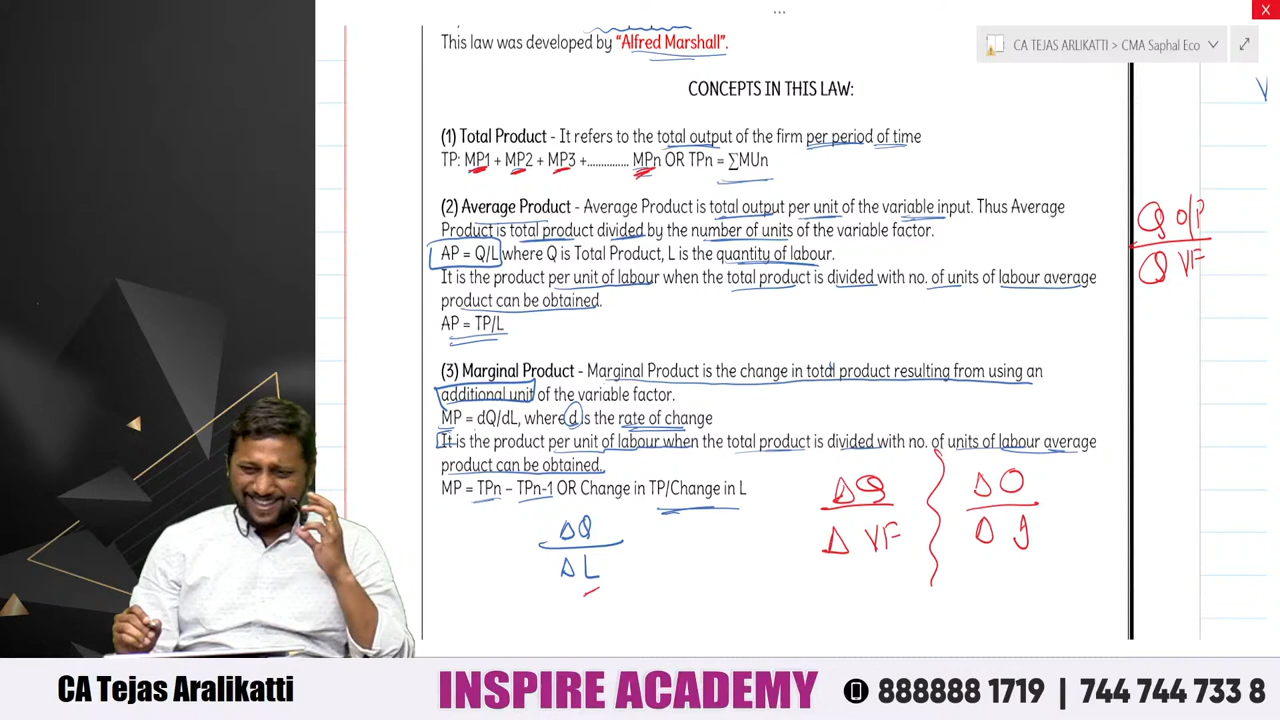 This law was developed by “Alfred Marshall”.
CA TEJAS ARLIKATTI > CMA Saphal Eco
CONCEPTS IN THIS LAW:
(1) Total Product - It refers to the total output of the firm per period of time
TP: MP1 + MP2 + MP3 +.............. MPn OR TPn = ∑MUn
(2) Average Product - Average Product is total output per unit of the variable input. Thus Average
Product is total product divided by the number of units of the variable factor.
AP = Q/L where Q is Total Product, L is the quantity of labour.
It is the product per unit of labour when the total product is divided with no. of units of labour average
product can be obtained.
AP = TP/L
Q O/P
Q VF
(3) Marginal Product - Marginal Product is the change in total product resulting from using an
additional unit of the variable factor.
MP = dQ/dL, where d is the rate of change
It is the product per unit of labour when the total product is divided with no. of units of labour average
product can be obtained.
MP = TPn – TPn-1 OR Change in TP/Change in L
ΔQ
ΔL
ΔQ
Δ VF
ΔO
Δ
CA Tejas Aralikatti
INSPIRE ACADEMY
888888 1719 | 744 744 733 8